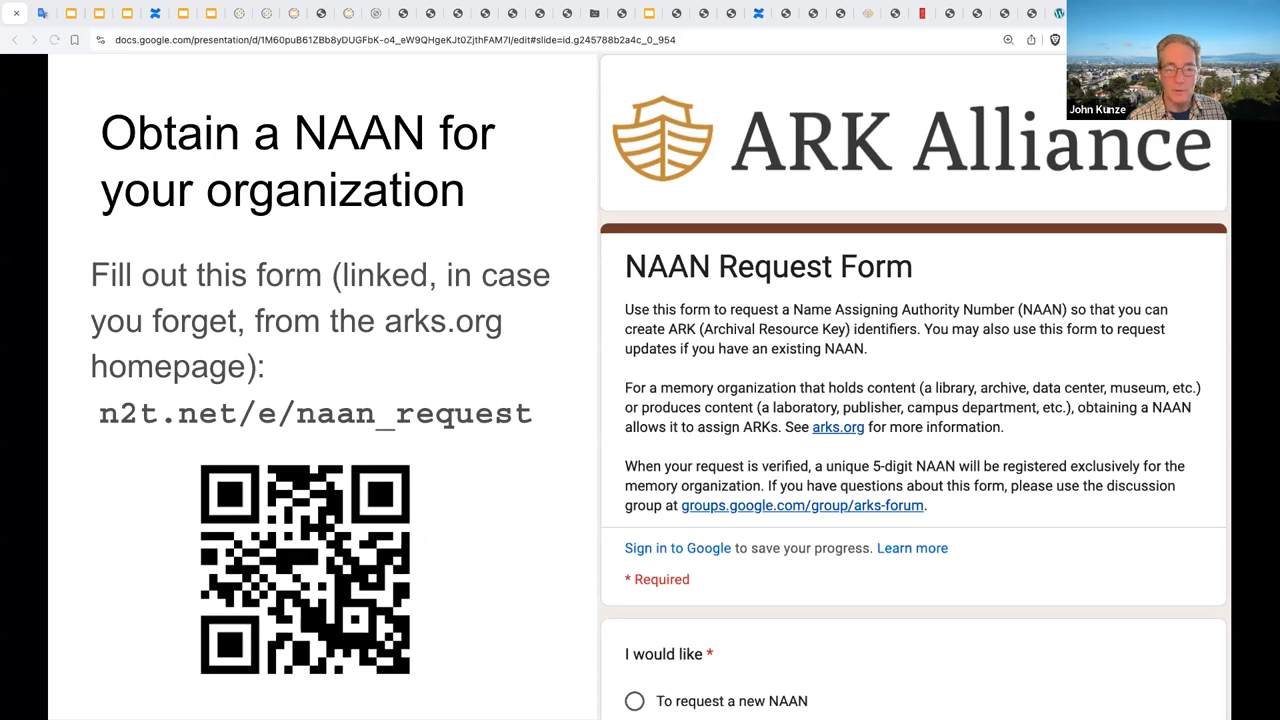 docs.google.com/presentation/d/1M60puB61ZBb8yDUGFbK-o4_eW9QHgeKJt0ZjthFAM7I/edit#slide=id.g245788b2a4c_0_954
John Kunze
Obtain a NAAN for
your organization
Fill out this form (linked, in case
you forget, from the arks.org
homepage):
n2t.net/e/naan_request
ARK Alliance
NAAN Request Form
Use this form to request a Name Assigning Authority Number (NAAN) so that you can
create ARK (Archival Resource Key) identifiers. You may also use this form to request
updates if you have an existing NAAN.
For a memory organization that holds content (a library, archive, data center, museum, etc.)
or produces content (a laboratory, publisher, campus department, etc.), obtaining a NAAN
allows it to assign ARKs. See arks.org for more information.
When your request is verified, a unique 5-digit NAAN will be registered exclusively for the
memory organization. If you have questions about this form, please use the discussion
group at groups.google.com/group/arks-forum.
Sign in to Google to save your progress. Learn more
* Required
I would like *
To request a new NAAN